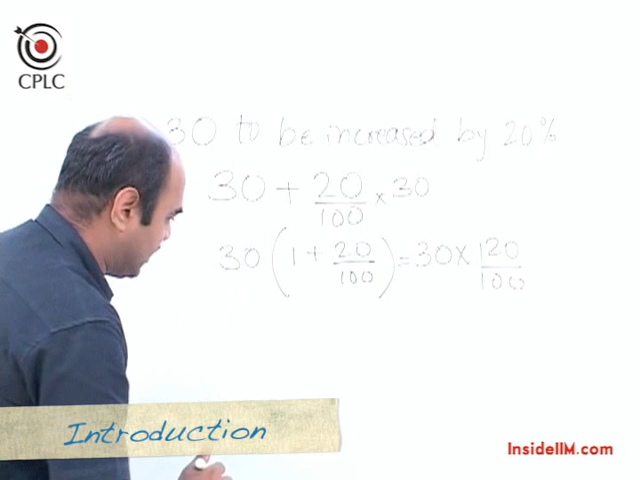 CPLC
30 to be increased by 20%
30 + 20/100 × 30
30 (1 + 20/100) = 30 × 120/100
Introduction
InsideIIM.com